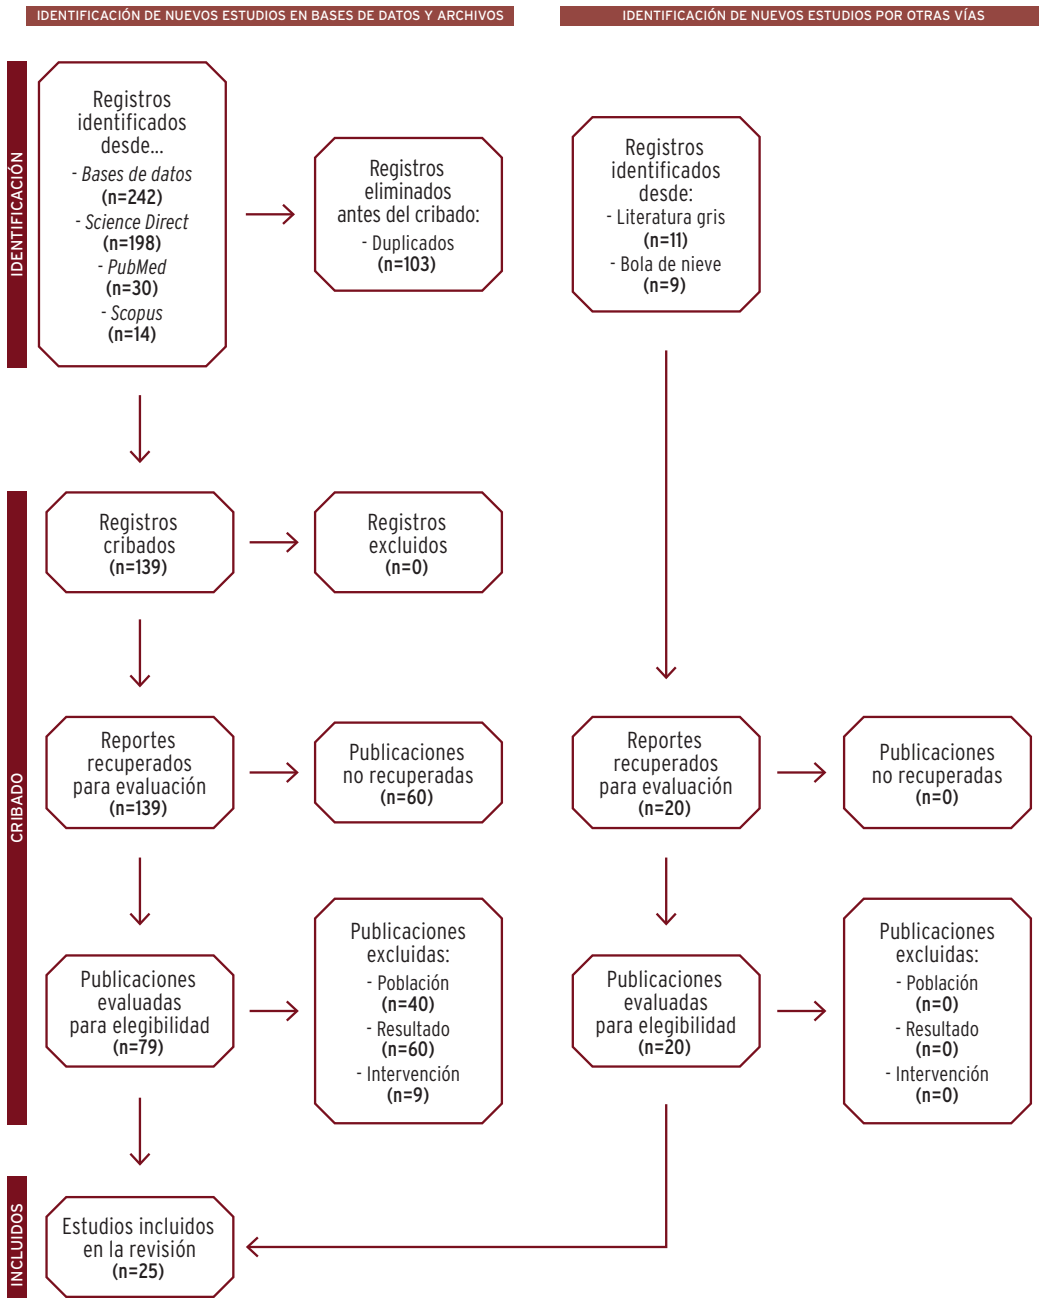 IDENTIFICACIÓN DE NUEVOS ESTUDIOS EN BASES DE DATOS Y ARCHIVOS
IDENTIFICACIÓN DE NUEVOS ESTUDIOS POR OTRAS VÍAS
IDENTIFICACIÓN
Registros
identificados
desde...
- Bases de datos
(n=242)
- Science Direct
(n=198)
- PubMed
(n=30)
- Scopus
(n=14)
Registros
eliminados
antes del cribado:
- Duplicados
(n=103)
Registros
identificados
desde:
- Literatura gris
(n=11)
- Bola de nieve
(n=9)
CRIBADO
Registros
cribados
(n=139)
Registros
excluidos
(n=0)
Reportes
recuperados
para evaluación
(n=139)
Publicaciones
no recuperadas
(n=60)
Reportes
recuperados
para evaluación
(n=20)
Publicaciones
no recuperadas
(n=0)
Publicaciones
evaluadas
para elegibilidad
(n=79)
Publicaciones
excluidas:
- Población
(n=40)
- Resultado
(n=60)
- Intervención
(n=9)
Publicaciones
evaluadas
para elegibilidad
(n=20)
Publicaciones
excluidas:
- Población
(n=0)
- Resultado
(n=0)
- Intervención
(n=0)
INCLUIDOS
Estudios incluidos
en la revisión
(n=25)